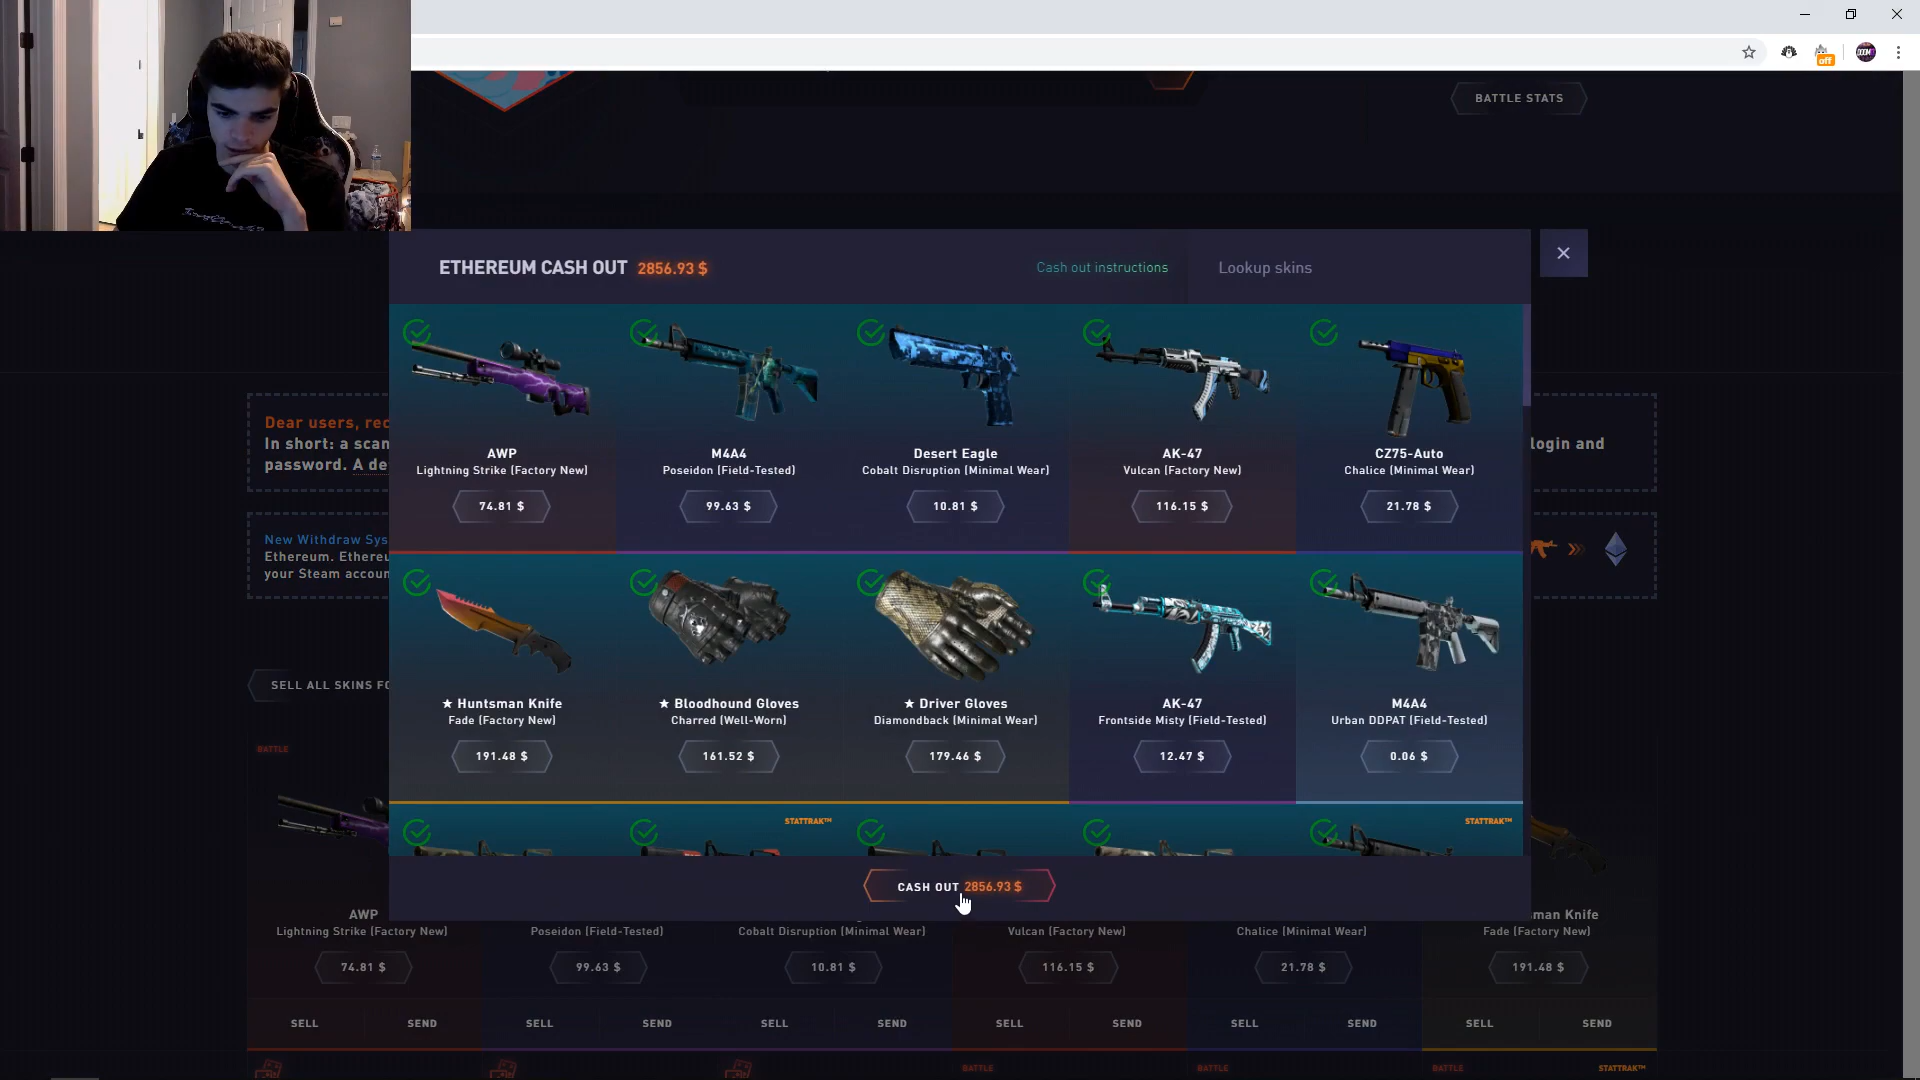 off
BATTLE STATS
ETHEREUM CASH OUT 2856.93 $
Cash out instructions
Lookup skins
Dear users, rec
In short: a scan
password. A de
login and
New Withdraw Sys
Ethereum. Ethereu
your Steam accoun
AWP
Lightning Strike (Factory New)
74.81 $
M4A4
Poseidon (Field-Tested)
99.63 $
Desert Eagle
Cobalt Disruption (Minimal Wear)
10.81 $
AK-47
Vulcan (Factory New)
116.15 $
CZ75-Auto
Chalice (Minimal Wear)
21.78 $
★ Huntsman Knife
Fade (Factory New)
191.48 $
★ Bloodhound Gloves
Charred (Well-Worn)
161.52 $
★ Driver Gloves
Diamondback (Minimal Wear)
179.46 $
AK-47
Frontside Misty (Field-Tested)
12.47 $
M4A4
Urban DDPAT (Field-Tested)
0.06 $
STATTRAK™
STATTRAK™
CASH OUT 2856.93 $
SELL ALL SKINS FO
BATTLE
AWP
Lightning Strike (Factory New)
74.81 $
SELL SEND
Poseidon (Field-Tested)
99.63 $
SELL SEND
Cobalt Disruption (Minimal Wear)
10.81 $
SELL SEND
Vulcan (Factory New)
116.15 $
SELL SEND
Chalice (Minimal Wear)
21.78 $
SELL SEND
man Knife
Fade (Factory New)
191.48 $
SELL SEND
BATTLE
BATTLE
BATTLE
STATTRAK™